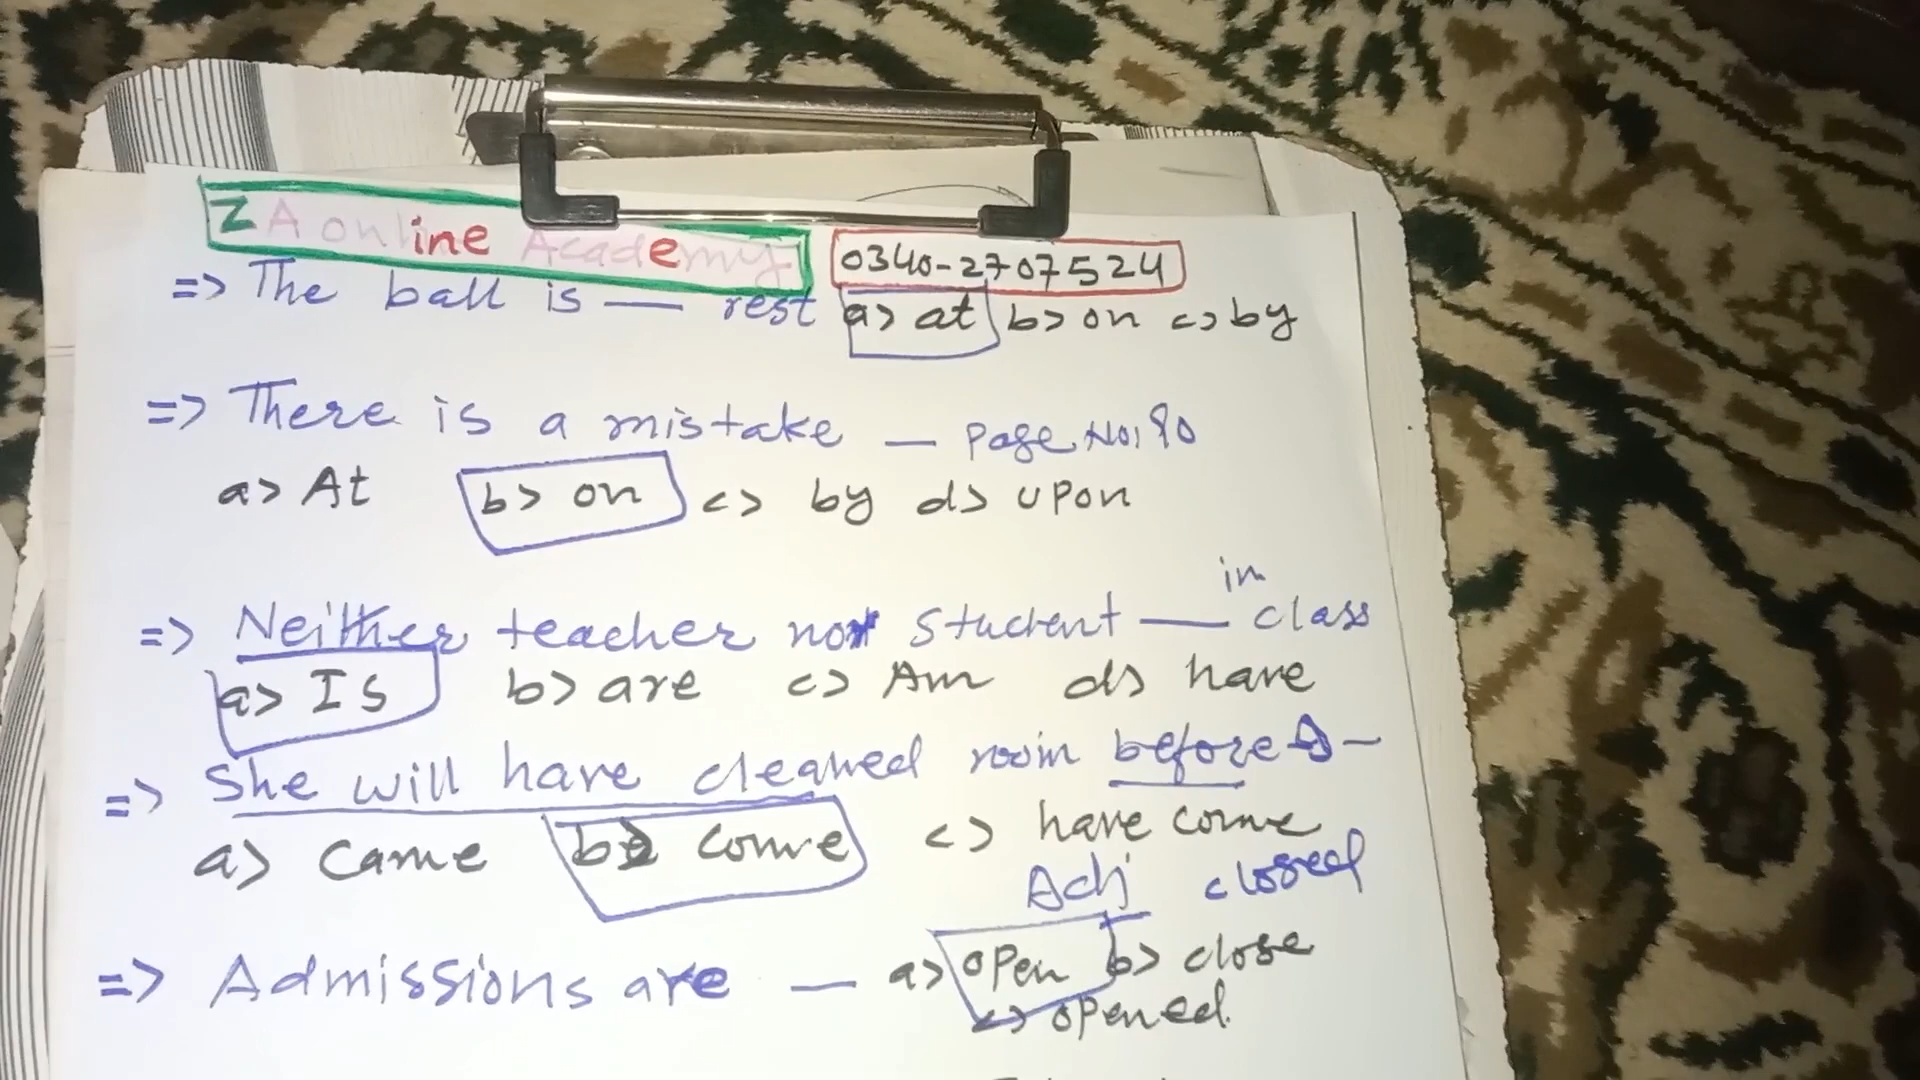 ZA online Academy 0340-2707524
=> The ball is — rest a> at b> on c> by
=> There is a mistake — Page No, 90
a> At b> on c> by d> upon
in
=> Neither teacher nor student — class
a> Is b> are c> Am d> have
=> She will have cleaned room before —
a> came b> come c> have come
Adj closed
=> Admissions are — a> open b> close
c> opened